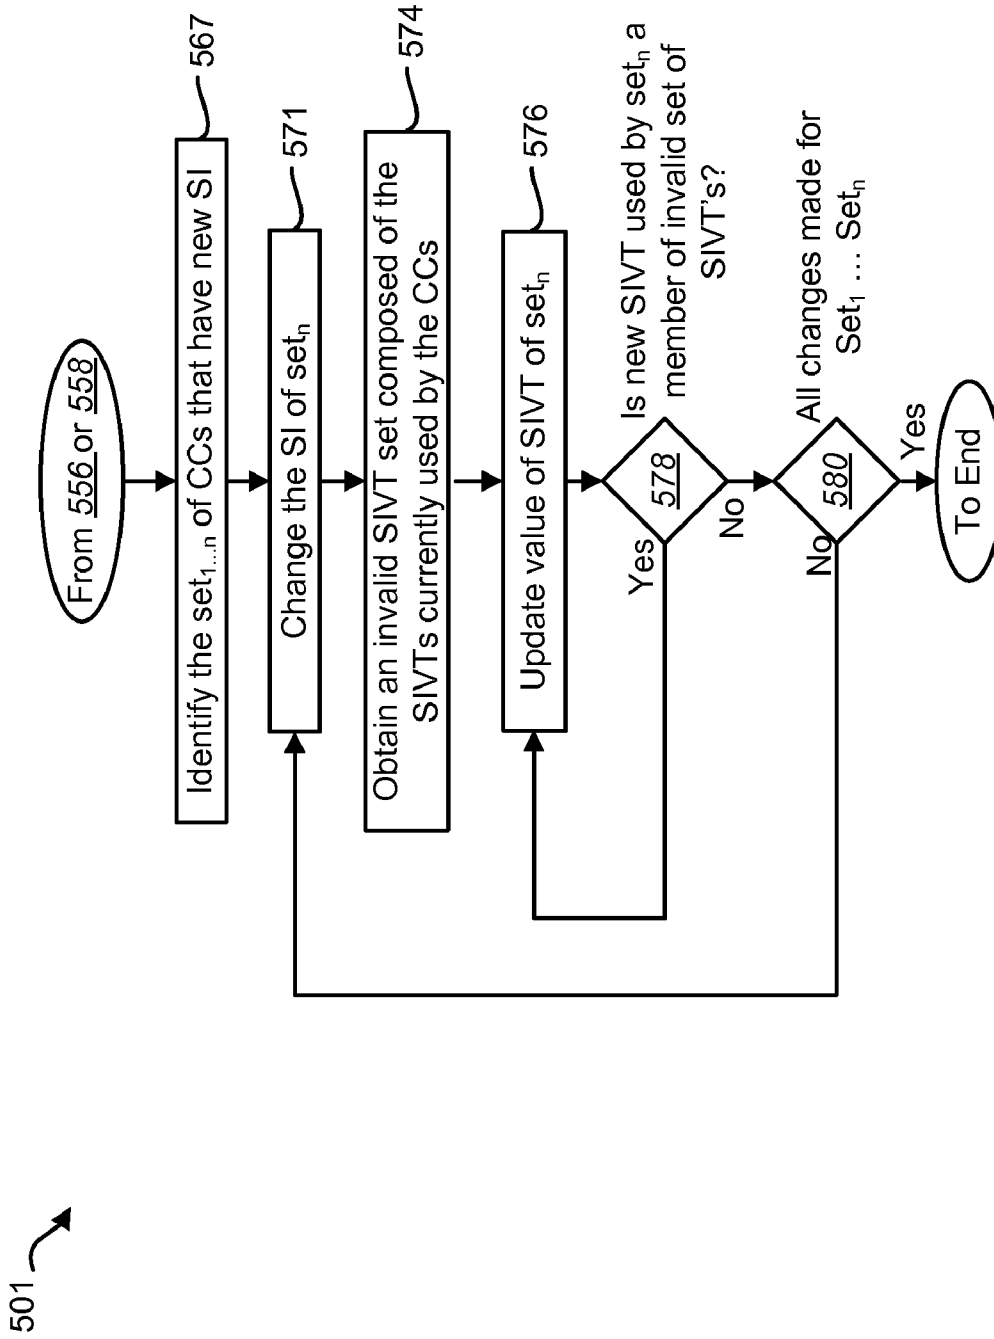 501
From 556 or 558
567
Identify the set1...n of CCs that have new SI
571
Change the SI of setn
574
Obtain an invalid SIVT set composed of the
SIVTs currently used by the CCs
576
Update value of SIVT of setn
578
Is new SIVT used by setn a
member of invalid set of
SIVT's?
Yes
No
580
All changes made for
Set1 ... Setn
No
Yes
To End